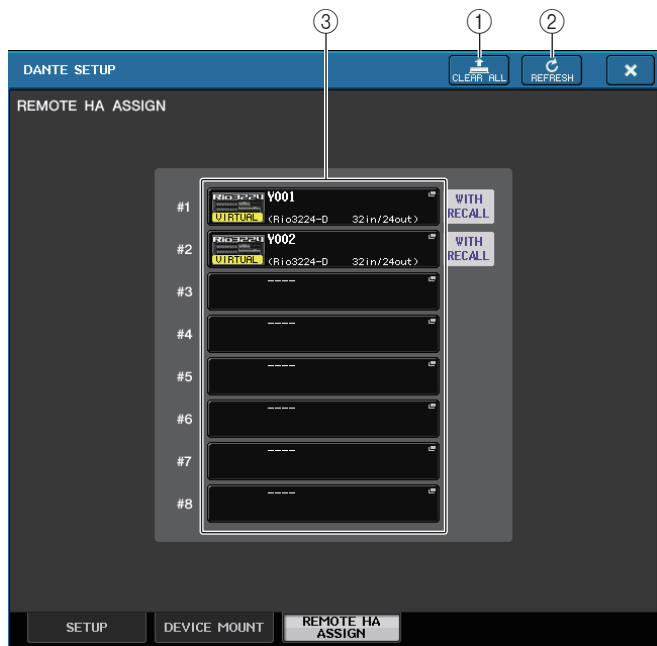 ③ ① ②
DANTE SETUP
CLEAR ALL
REFRESH
REMOTE HA ASSIGN
#1 Rio3224 VIRTUAL Y001 (Rio3224-D 32in/24out) WITH RECALL
#2 Rio3224 VIRTUAL Y002 (Rio3224-D 32in/24out) WITH RECALL
#3 ----
#4 ----
#5 ----
#6 ----
#7 ----
#8 ----
SETUP
DEVICE MOUNT
REMOTE HA
ASSIGN